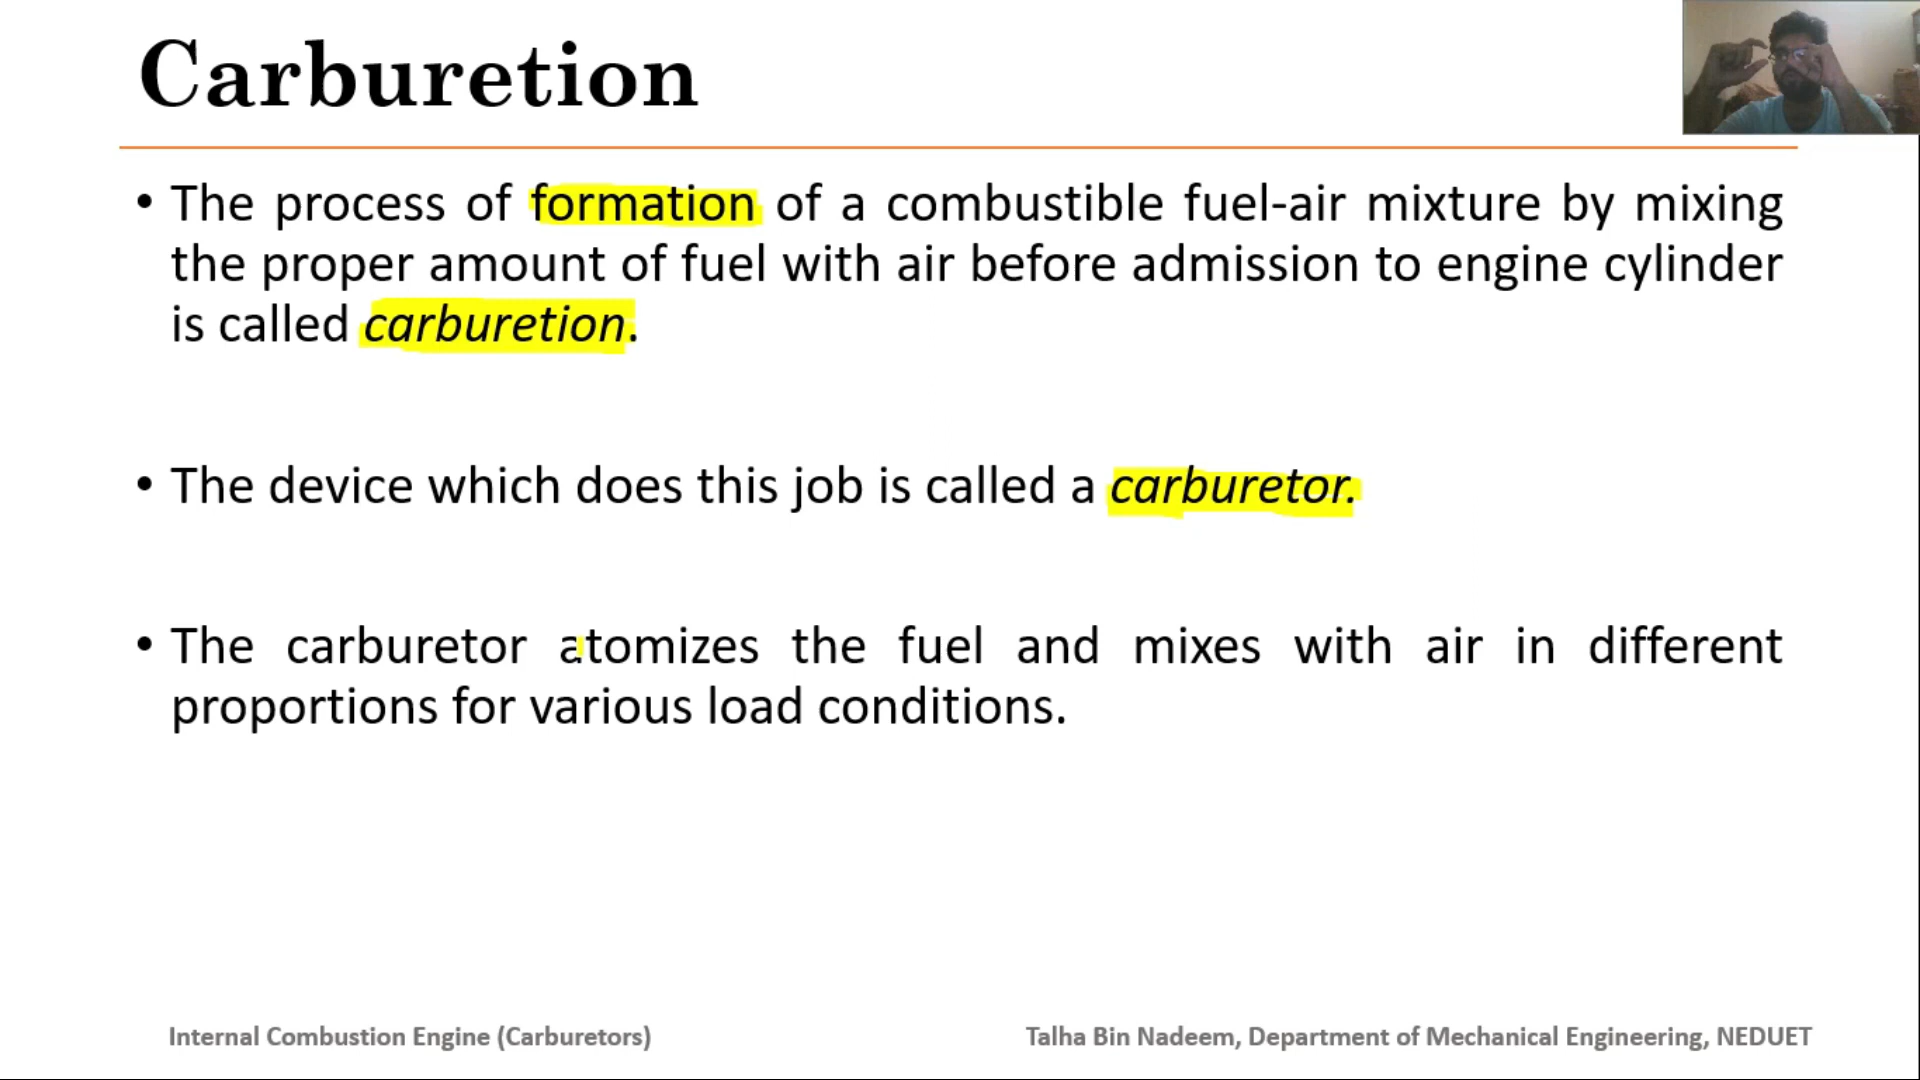 Carburetion
• The process of formation of a combustible fuel-air mixture by mixing
the proper amount of fuel with air before admission to engine cylinder
is called carburetion.
• The device which does this job is called a carburetor.
• The carburetor atomizes the fuel and mixes with air in different
proportions for various load conditions.
Internal Combustion Engine (Carburetors)
Talha Bin Nadeem, Department of Mechanical Engineering, NEDUET